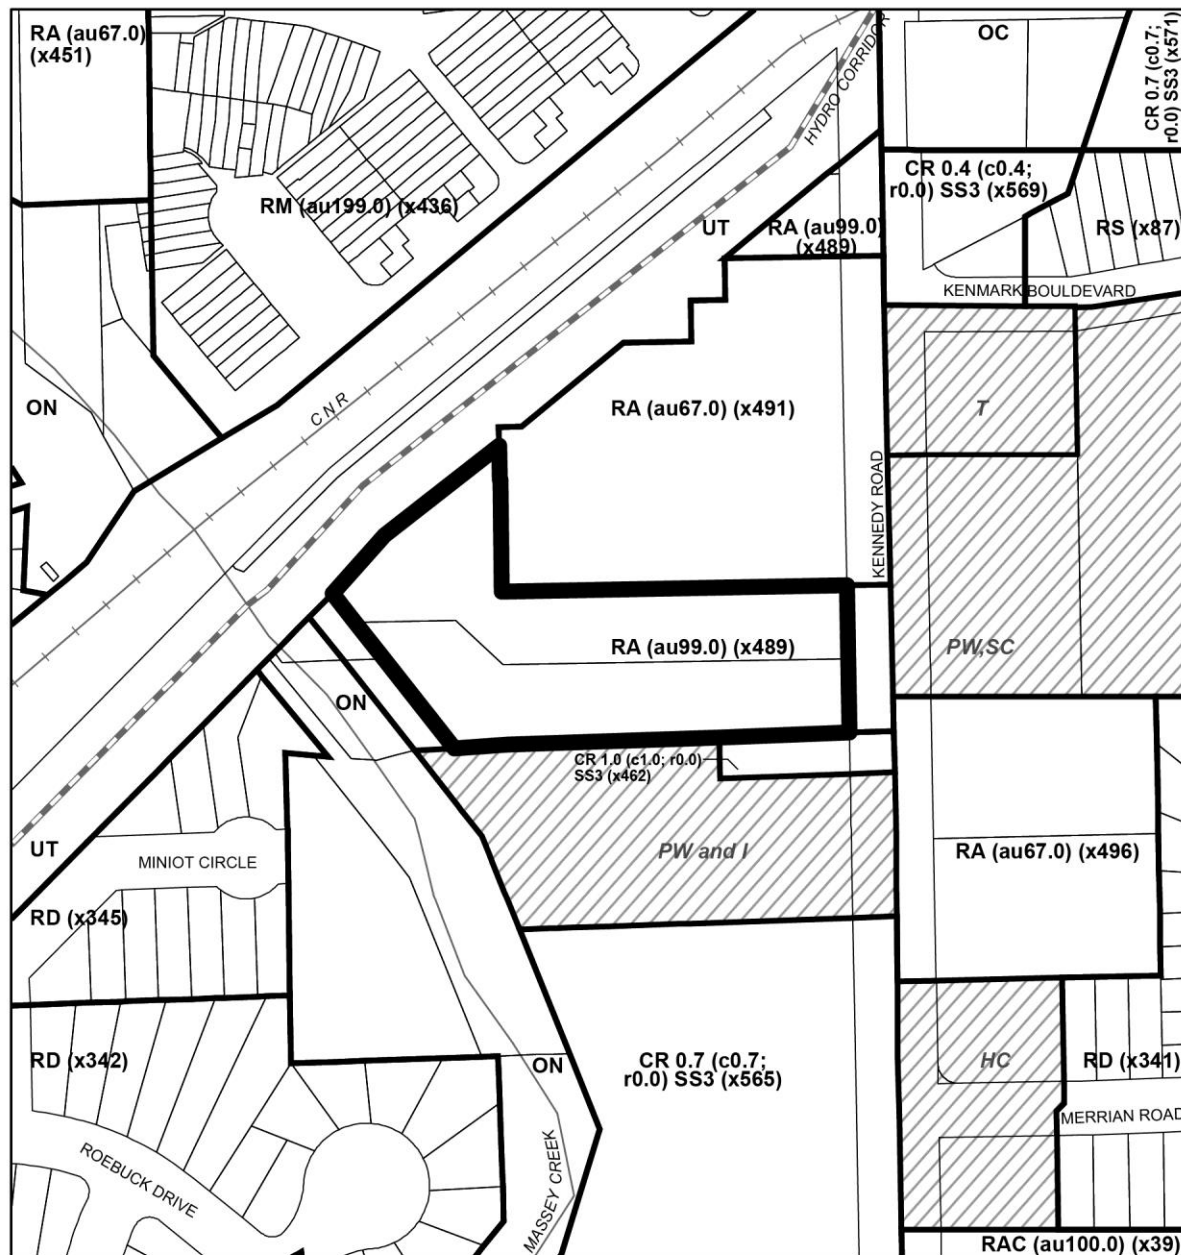 RA (au67.0)
(x451)
OC
CR 0.7 (c0.7;
r0.0) SS3 (x571)
HYDRO CORRIDOR
CR 0.4 (c0.4;
r0.0) SS3 (x569)
RM (au199.0) (x436)
UT
RA (au99.0)
(x489)
RS (x87)
KENMARK BOULDEVARD
ON
CNR
RA (au67.0) (x491)
T
KENNEDY ROAD
RA (au99.0) (x489)
PW,SC
ON
CR 1.0 (c1.0; r0.0)
SS3 (x462)
UT
MINIOT CIRCLE
PW and I
RA (au67.0) (x496)
RD (x345)
RD (x342)
ON
CR 0.7 (c0.7;
r0.0) SS3 (x565)
HC
RD (x341)
MERRIAN ROAD
ROEBUCK DRIVE
MASSEY CREEK
RAC (au100.0) (x39)